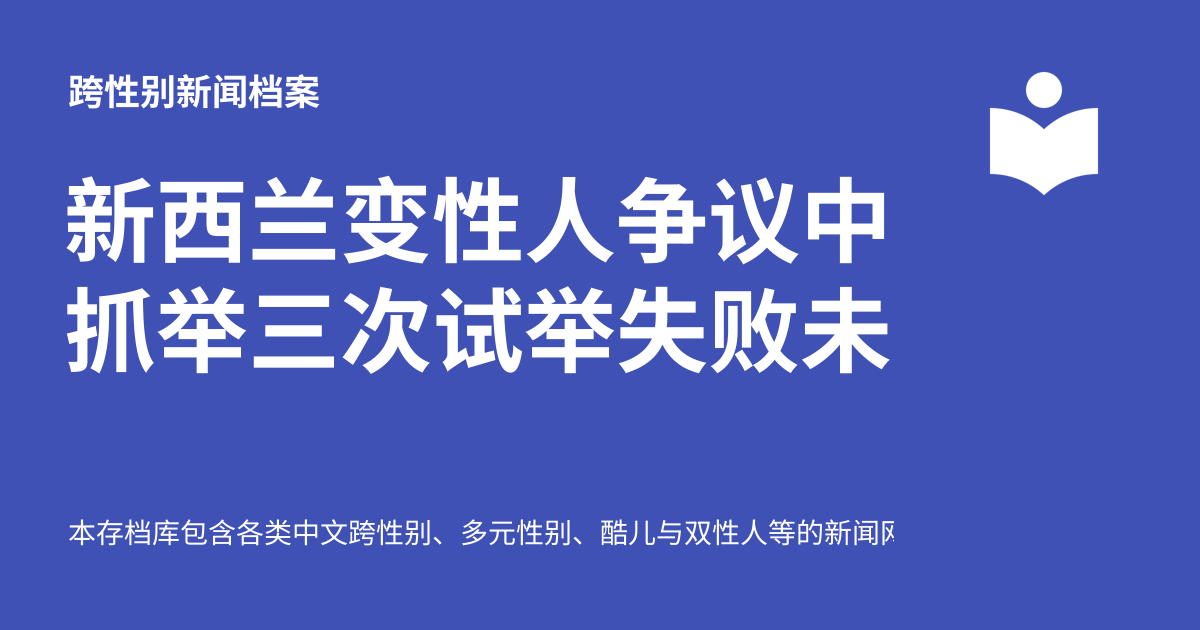 跨性别新闻档案
新西兰变性人争议中
抓举三次试举失败未
本存档库包含各类中文跨性别、多元性别、酷儿与双性人等的新闻